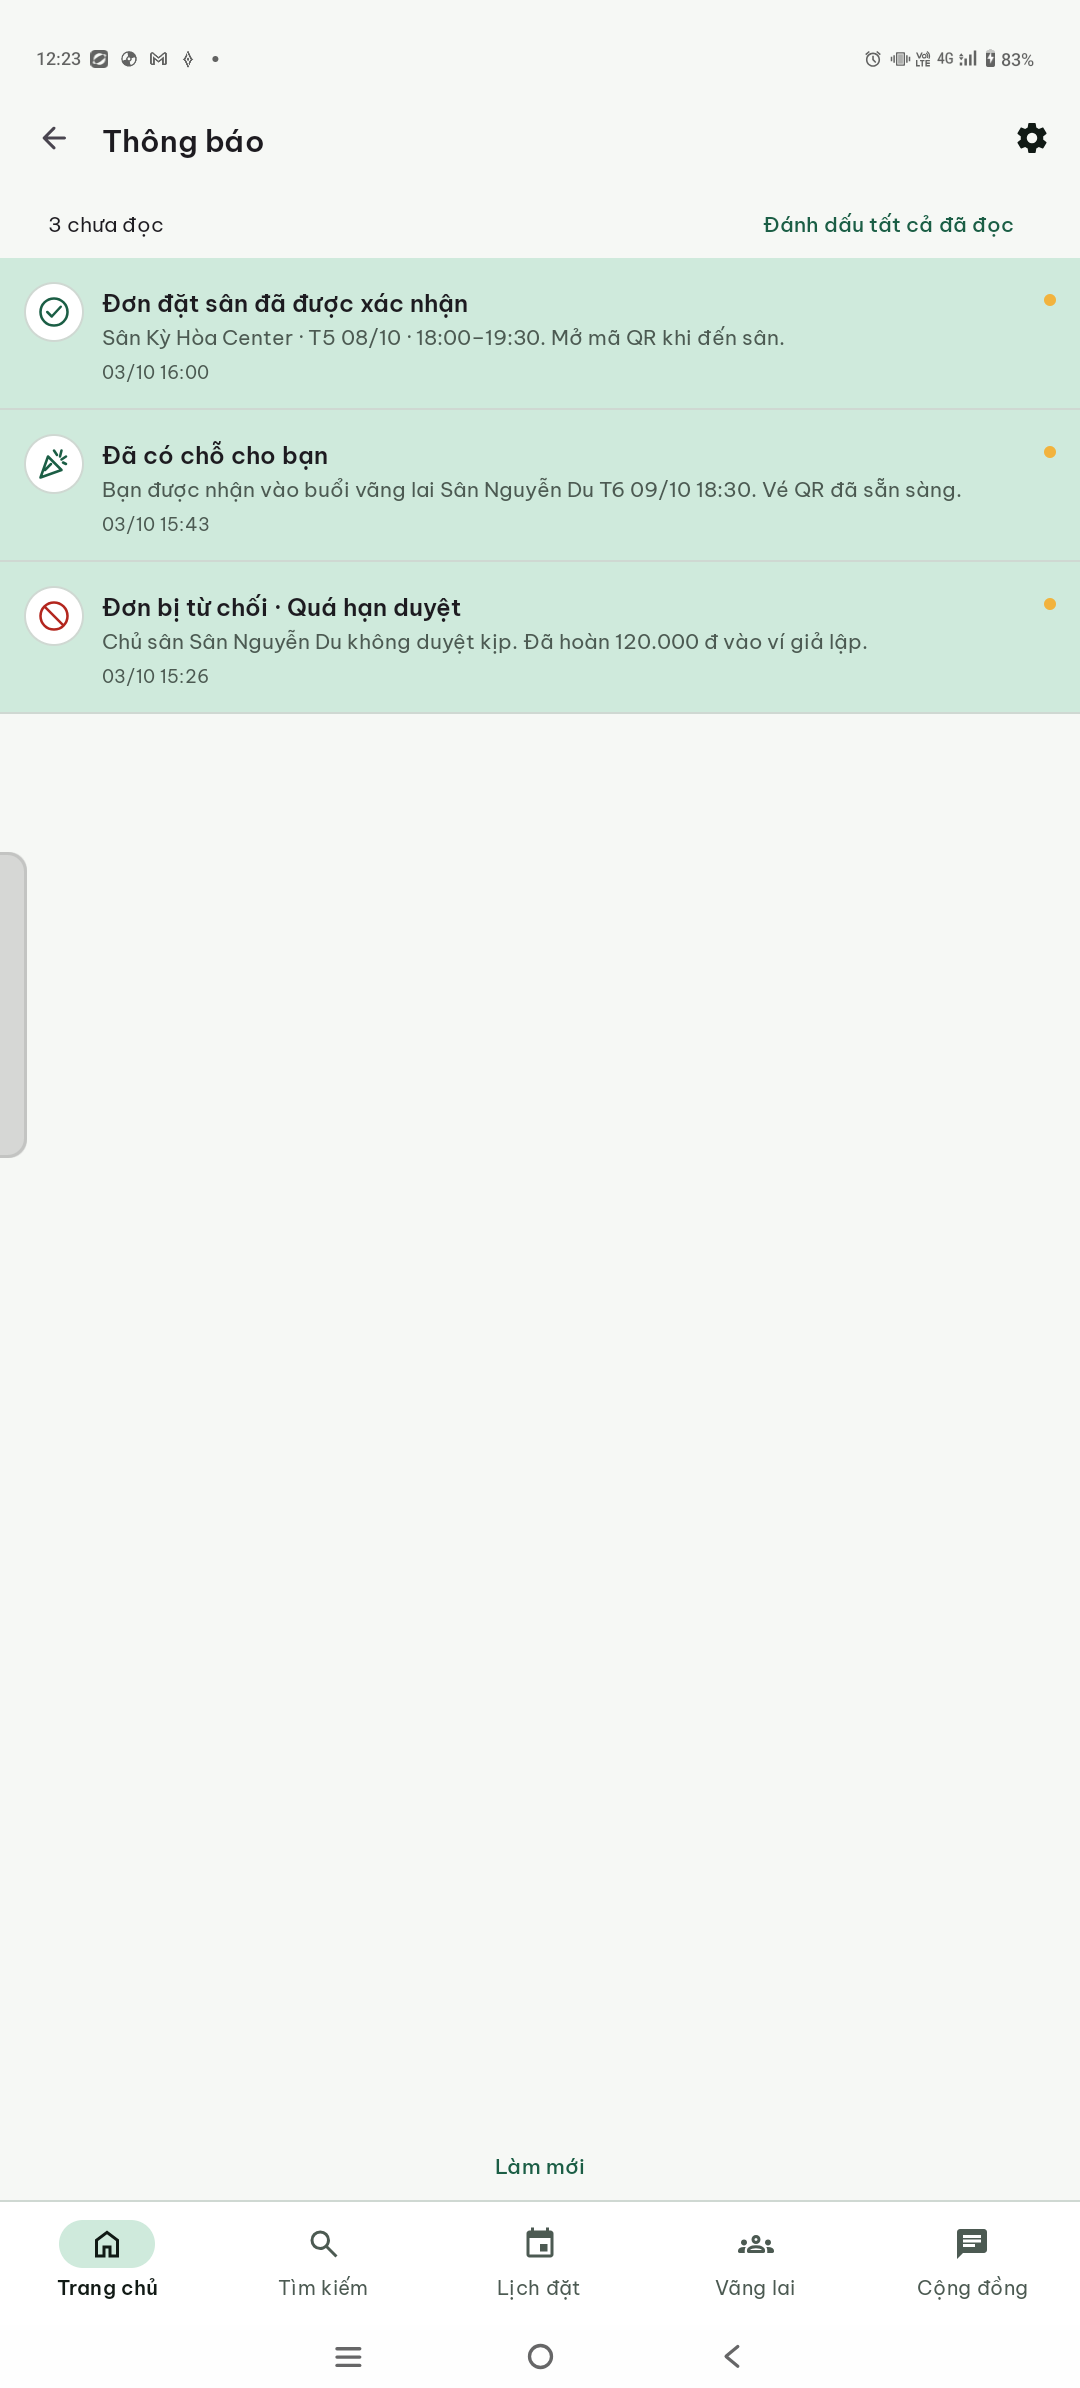 12:23
VoLTE 4G 83%
Thông báo
3 chưa đọc
Đánh dấu tất cả đã đọc
Đơn đặt sân đã được xác nhận
Sân Kỳ Hòa Center · T5 08/10 · 18:00–19:30. Mở mã QR khi đến sân.
03/10 16:00
Đã có chỗ cho bạn
Bạn được nhận vào buổi vãng lai Sân Nguyễn Du T6 09/10 18:30. Vé QR đã sẵn sàng.
03/10 15:43
Đơn bị từ chối · Quá hạn duyệt
Chủ sân Sân Nguyễn Du không duyệt kịp. Đã hoàn 120.000 đ vào ví giả lập.
03/10 15:26
Làm mới
Trang chủ
Tìm kiếm
Lịch đặt
Vãng lai
Cộng đồng